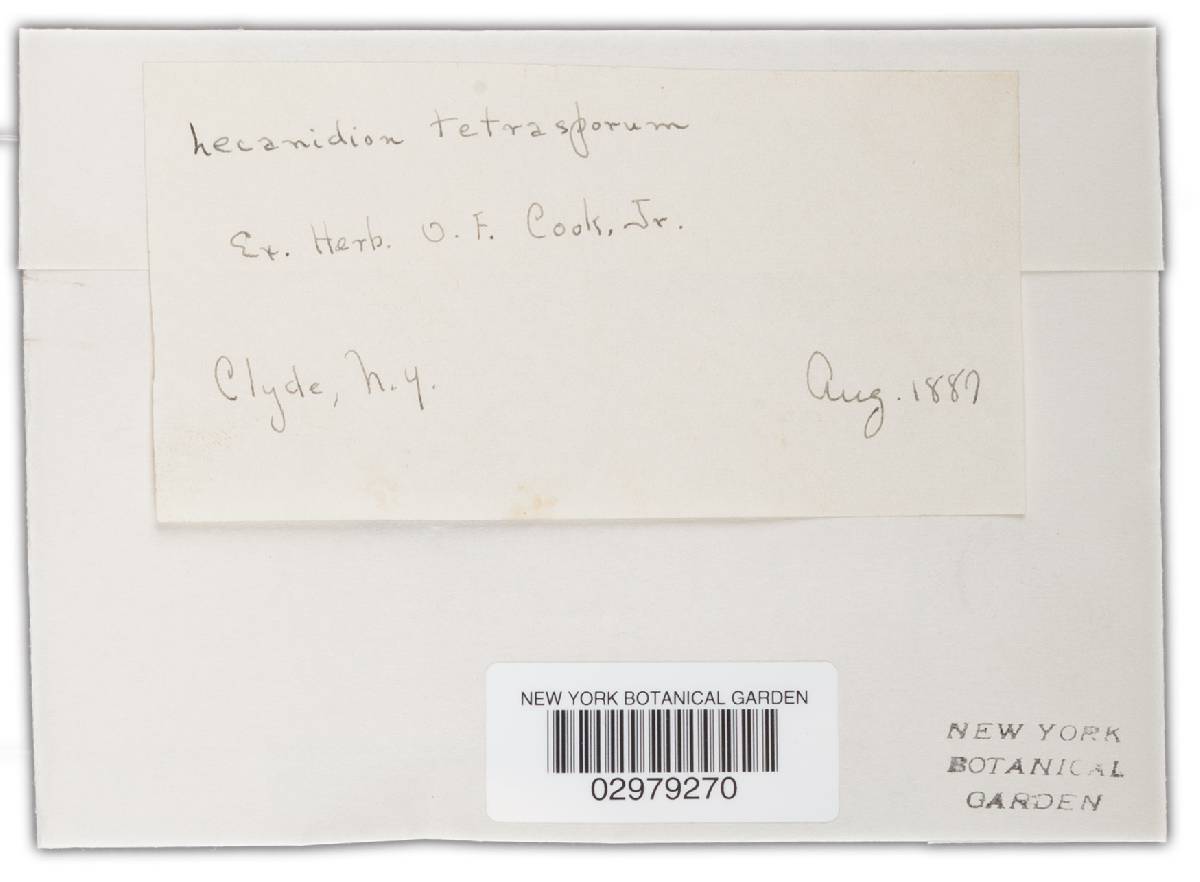 Lecanidion tetrasporum
Ex. Herb. O. F. Cook, Jr.
Clyde, N.Y.
Aug. 1887
NEW YORK BOTANICAL GARDEN
02979270
NEW YORK
BOTANICAL
GARDEN